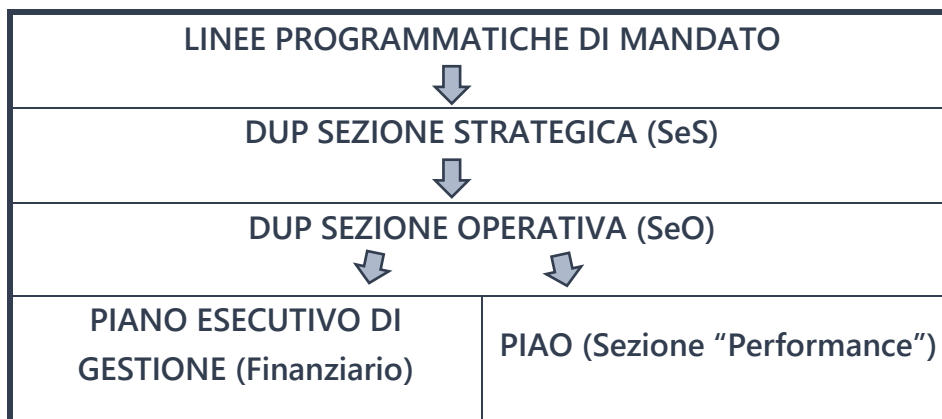 LINEE PROGRAMMATICHE DI MANDATO
DUP SEZIONE STRATEGICA (SeS)
DUP SEZIONE OPERATIVA (SeO)
PIANO ESECUTIVO DI
GESTIONE (Finanziario)
PIAO (Sezione “Performance”)